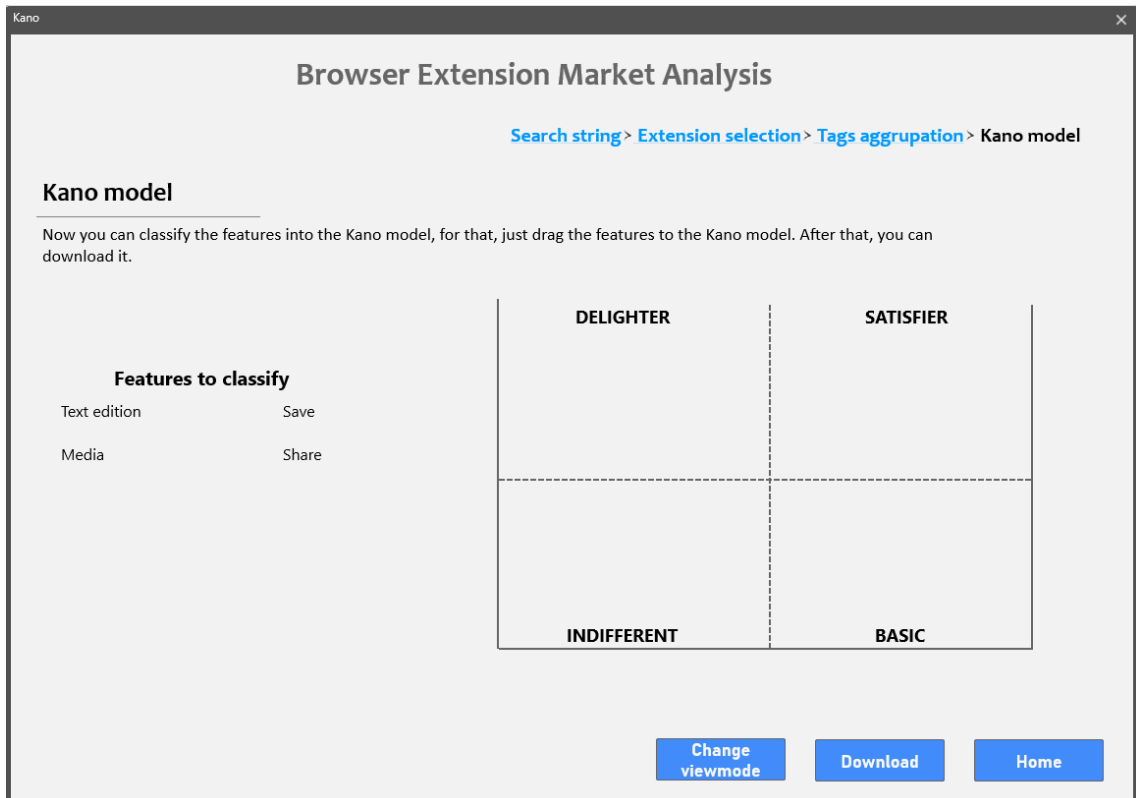 Kano
Browser Extension Market Analysis
Search string > Extension selection > Tags aggrupation > Kano model
Kano model
Now you can classify the features into the Kano model, for that, just drag the features to the Kano model. After that, you can
download it.
DELIGHTER
SATISFIER
Features to classify
Text edition
Save
Media
Share
INDIFFERENT
BASIC
Change
viewmode
Download
Home